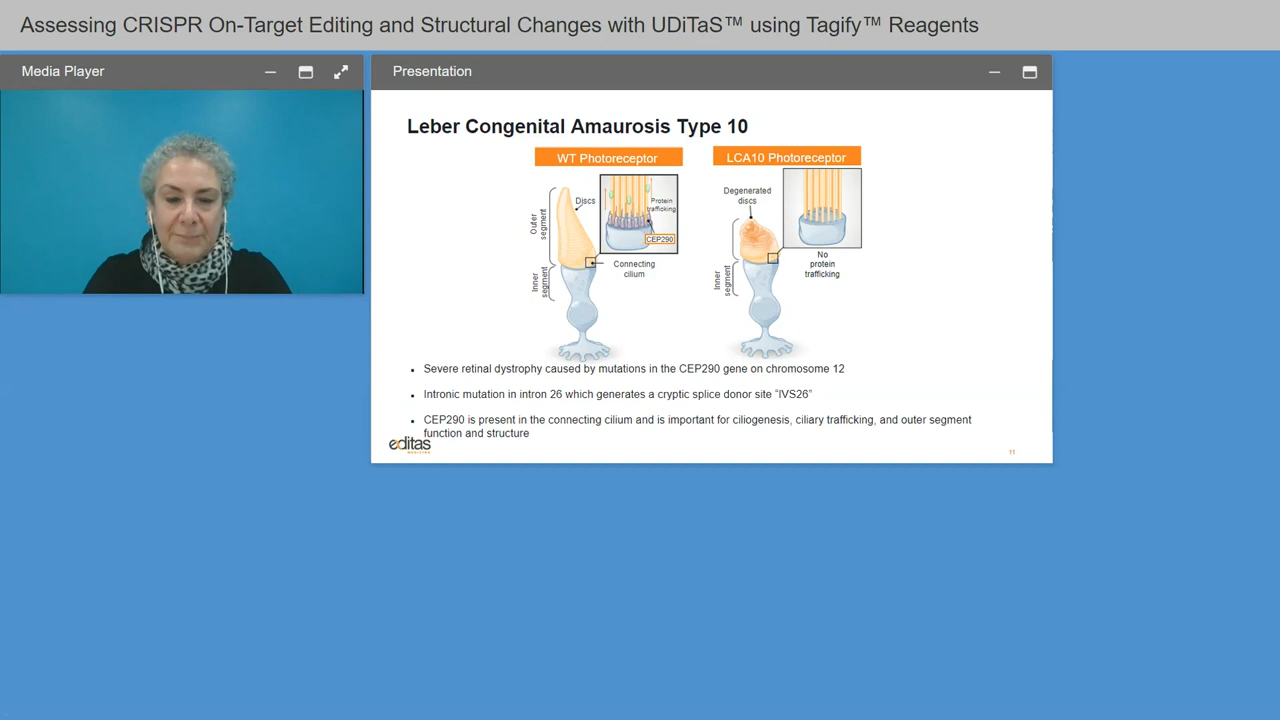 Assessing CRISPR On-Target Editing and Structural Changes with UDiTaS™ using Tagify™ Reagents
Media Player
Presentation
Leber Congenital Amaurosis Type 10
WT Photoreceptor
LCA10 Photoreceptor
Outer
segment
Discs
Protein
trafficking
CEP290
Connecting
cilium
Inner
segment
Degenerated
discs
No
protein
trafficking
Inner
segment
▪ Severe retinal dystrophy caused by mutations in the CEP290 gene on chromosome 12
▪ Intronic mutation in intron 26 which generates a cryptic splice donor site “IVS26”
▪ CEP290 is present in the connecting cilium and is important for ciliogenesis, ciliary trafficking, and outer segment
function and structure
editas
MEDICINE
11